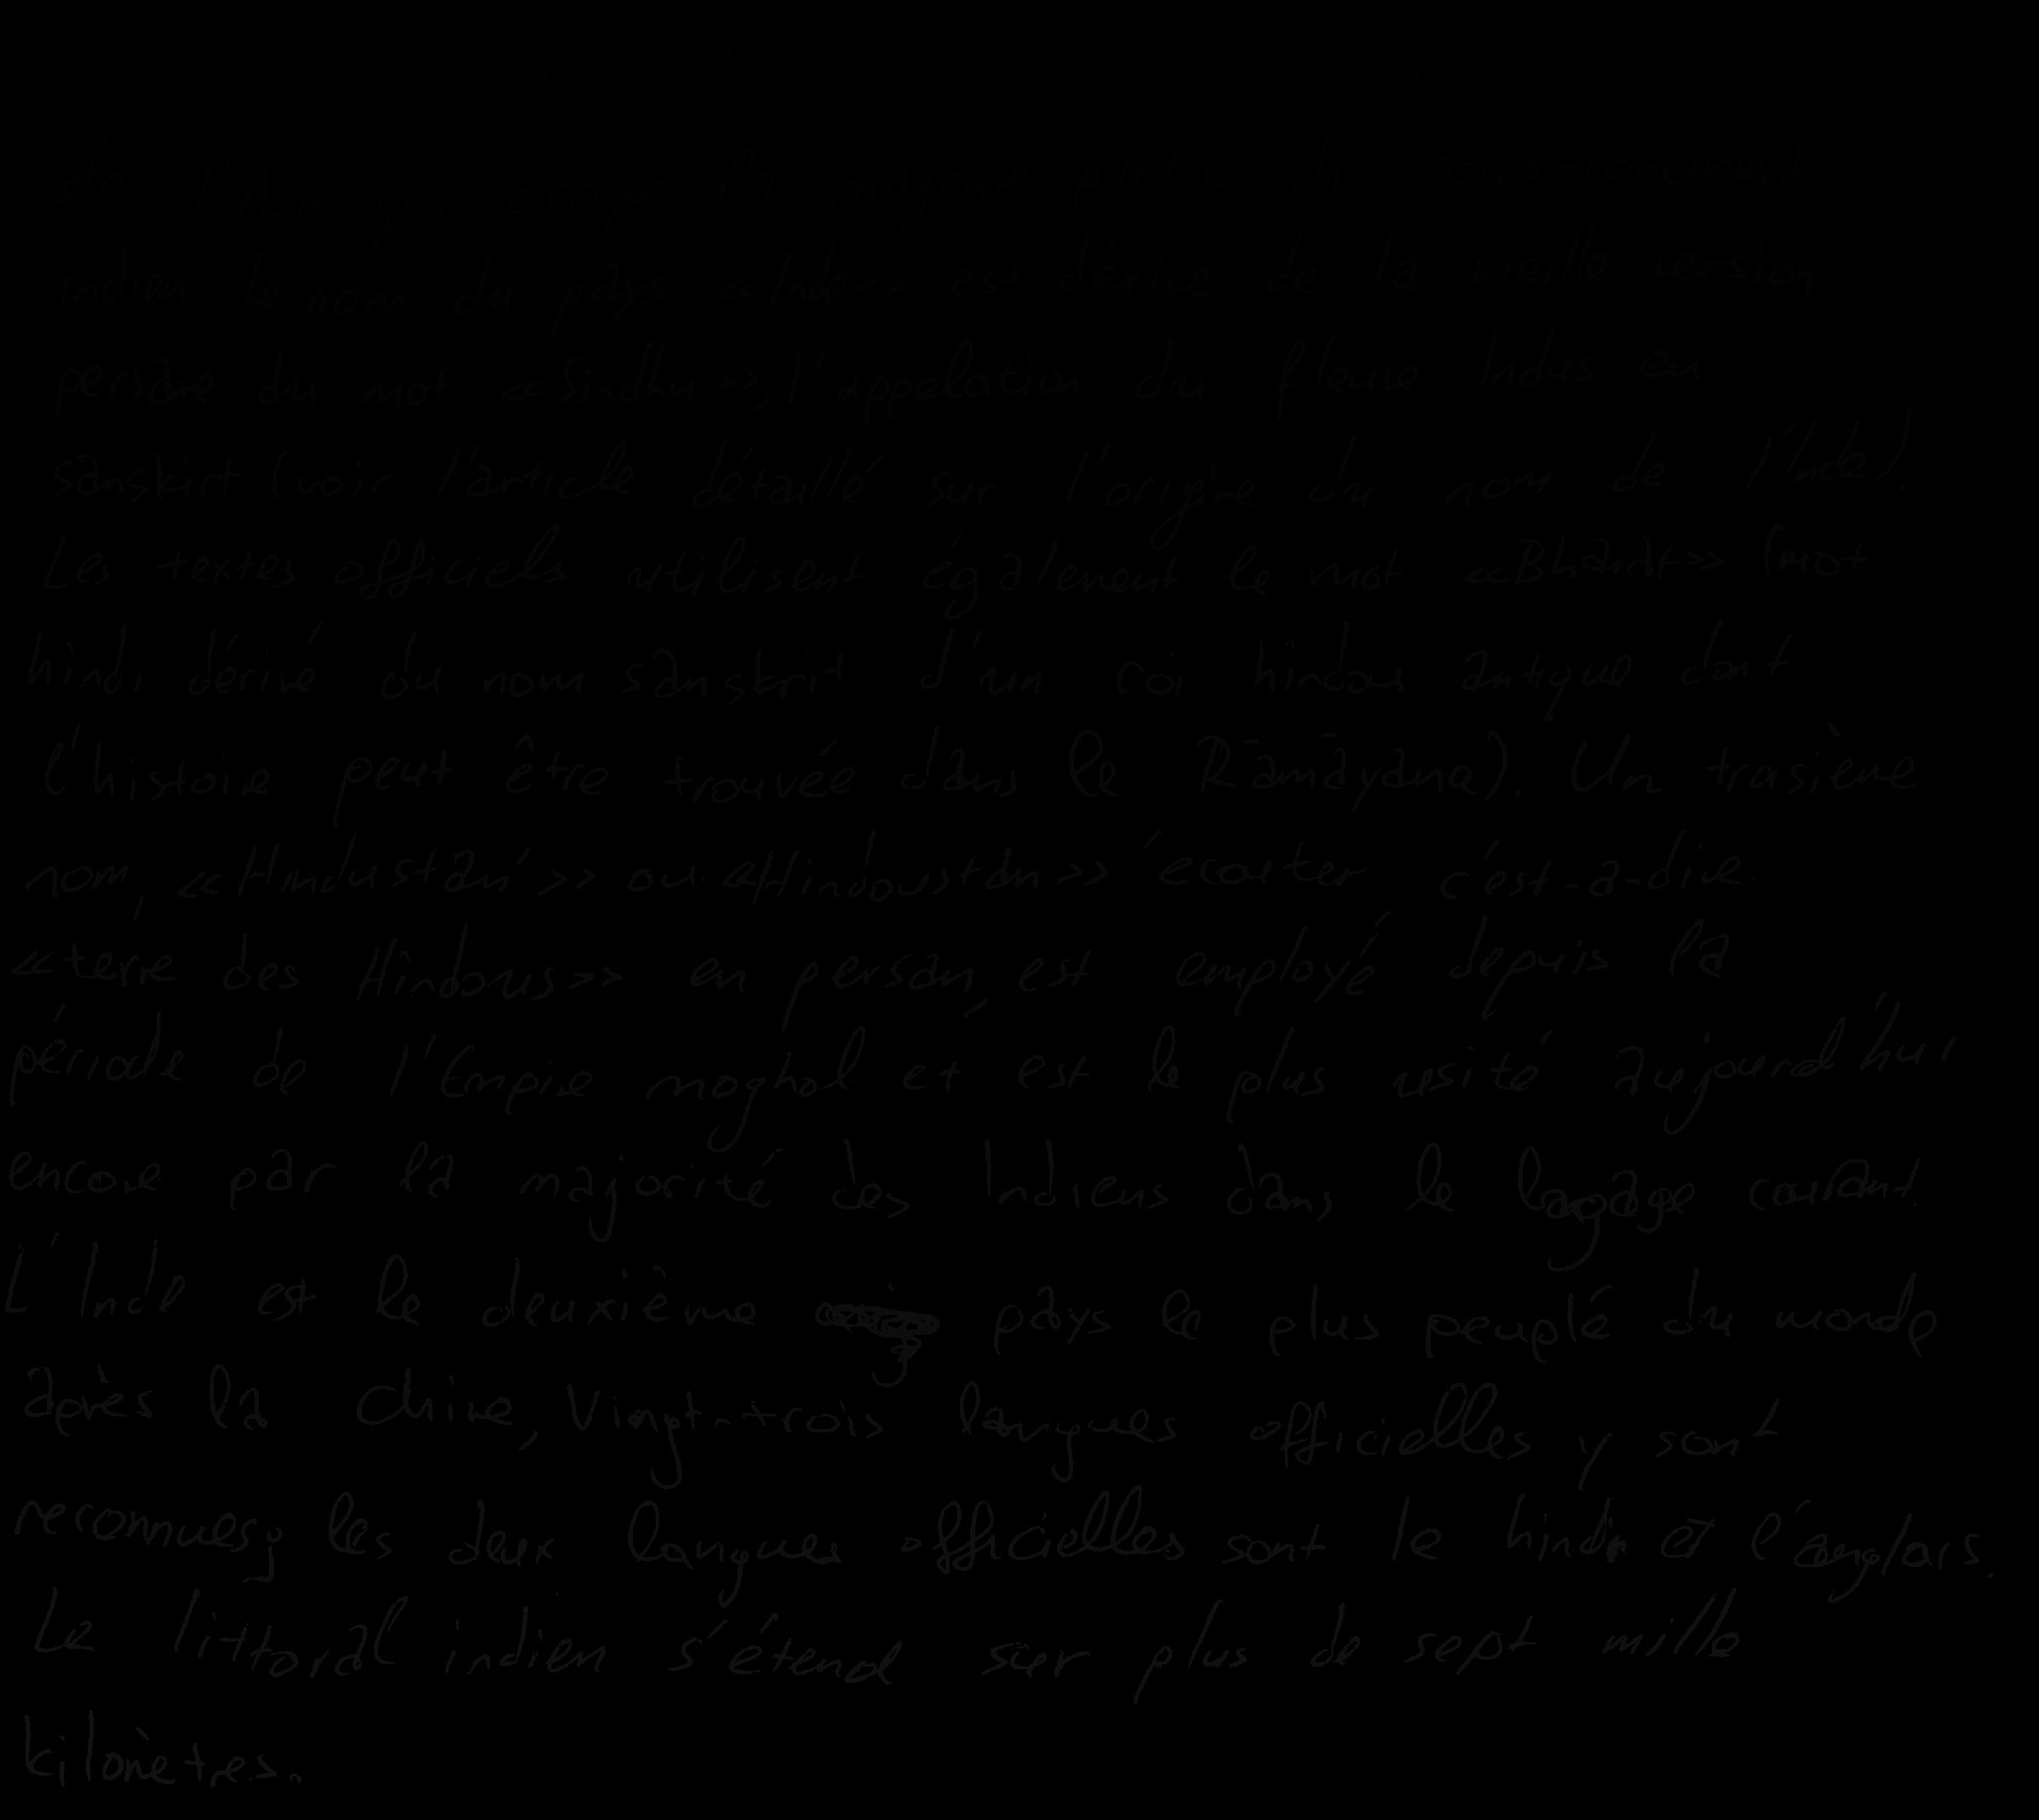 de l'Asie qui occupe la majeure partie du sous-continent
indien. Le nom du pays <<Inde>> est dérivé de la vieille version
persane du mot <<Sindhu>>, l'appelation du fleuve Indus en
sanskirt (voir l'article détaillé sur l'origine du nom de l'Inde).
Les textes officiels utilisent également le mot <<Bhārat>> (mot
hindi dérivé du nom sanskrit d'un roi hindou antique dont
l'histoire peut être trouvée dans le Rāmāyana). Un troisième
nom, <<Hindustan>> ou <<Hindoustan>> écouter c'est-a-dire
<<terre des Hindous>> en persan, est employé depuis la
période de l'Empire moghol et est le plus usité aujourd'hui
encore par la majorité des Indiens dans le langage courant.
L'Inde est le deuxième pays le plus peuplé du monde
après la Chine, Vingt-trois langues officielles y sont
reconnues; les deux langues officielles sont le hindi et l'anglais.
Le littoral indien s'étend sur plus de sept mille
kilomètres.